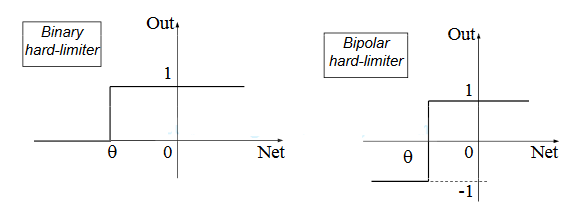 Binary
hard-limiter
Out
1
θ
0
Net
Bipolar
hard-limiter
Out
1
θ
0
Net
-1